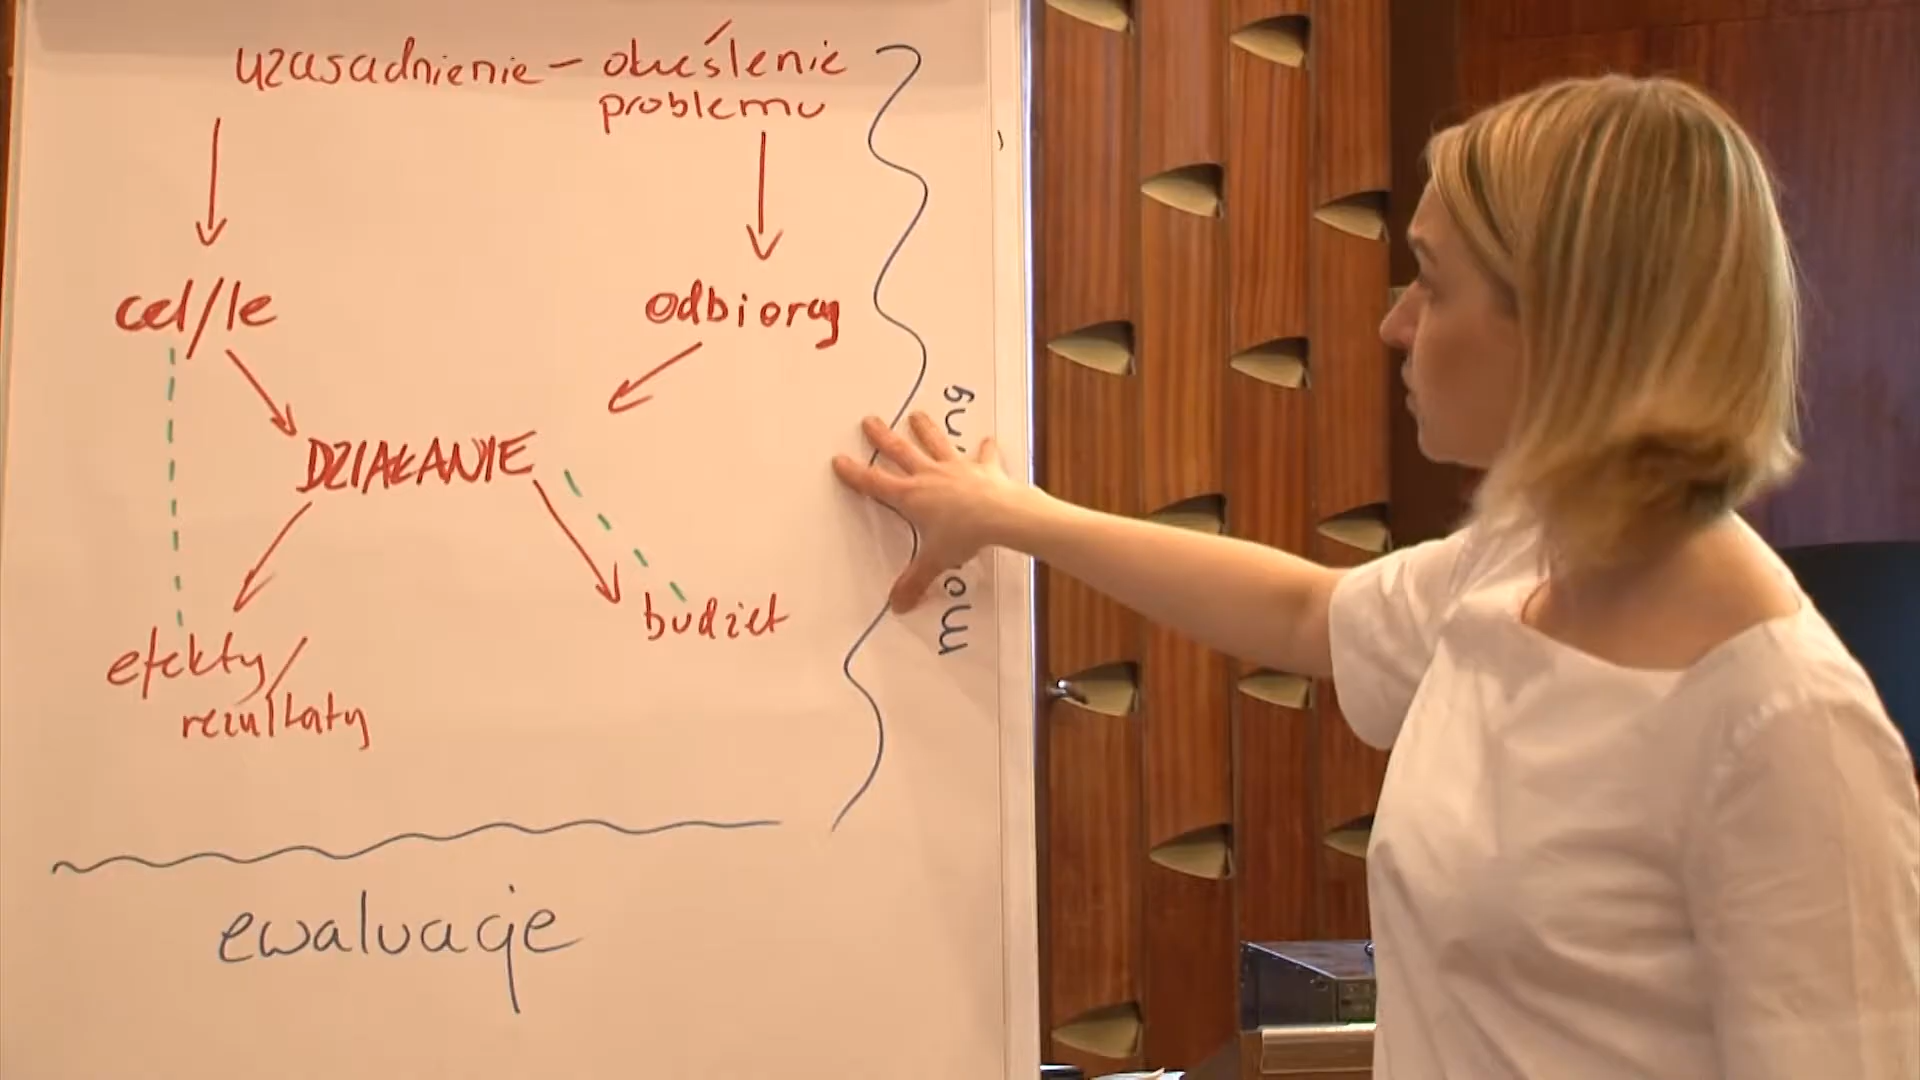 uzasadnienie – określenie
problemu
cel/le
odbiorcy
DZIAŁANIE
budżet
efekty/
rezultaty
ewaluacje